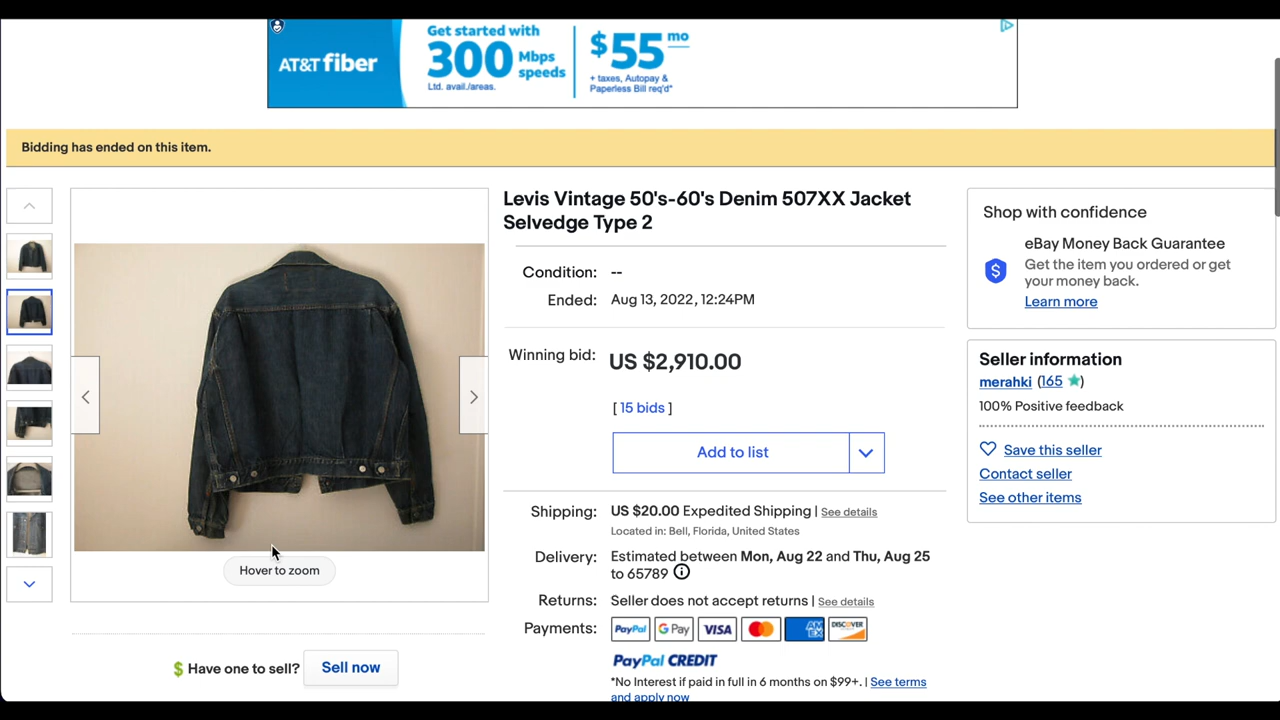 AT&T fiber
Get started with
300 Mbps
speeds
Ltd. avail./areas.
$55 mo
+ taxes, Autopay &
Paperless Bill req'd*
Bidding has ended on this item.
Levis Vintage 50's-60's Denim 507XX Jacket
Selvedge Type 2
Condition: --
Ended: Aug 13, 2022, 12:24PM
Winning bid: US $2,910.00
[ 15 bids ]
Add to list
Shipping: US $20.00 Expedited Shipping | See details
Located in: Bell, Florida, United States
Delivery: Estimated between Mon, Aug 22 and Thu, Aug 25
to 65789
Returns: Seller does not accept returns | See details
Payments: PayPal G Pay VISA AMEX DISCOVER
PayPal CREDIT
*No Interest if paid in full in 6 months on $99+. | See terms
and apply now
Hover to zoom
Have one to sell? Sell now
Shop with confidence
eBay Money Back Guarantee
Get the item you ordered or get
your money back.
Learn more
Seller information
merahki (165)
100% Positive feedback
Save this seller
Contact seller
See other items